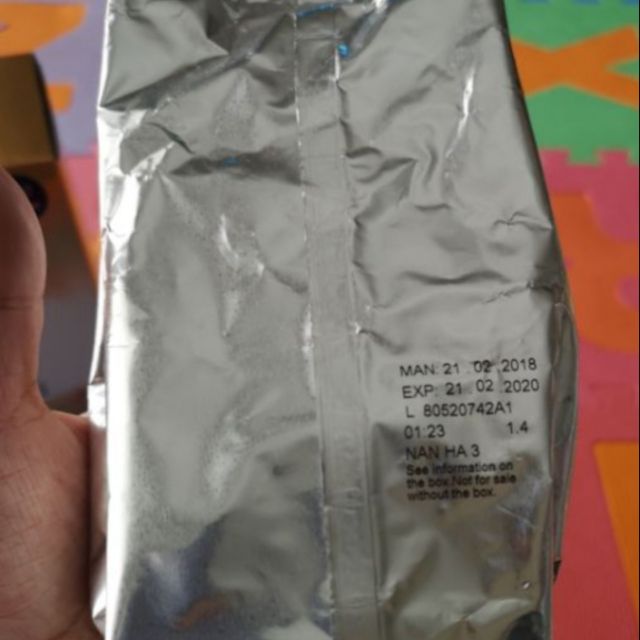 MAN: 21 . 02 .2018
EXP: 21 . 02 .2020
L 80520742A1
01:23 1.4
NAN HA 3
See information on
the box.Not for sale
without the box.